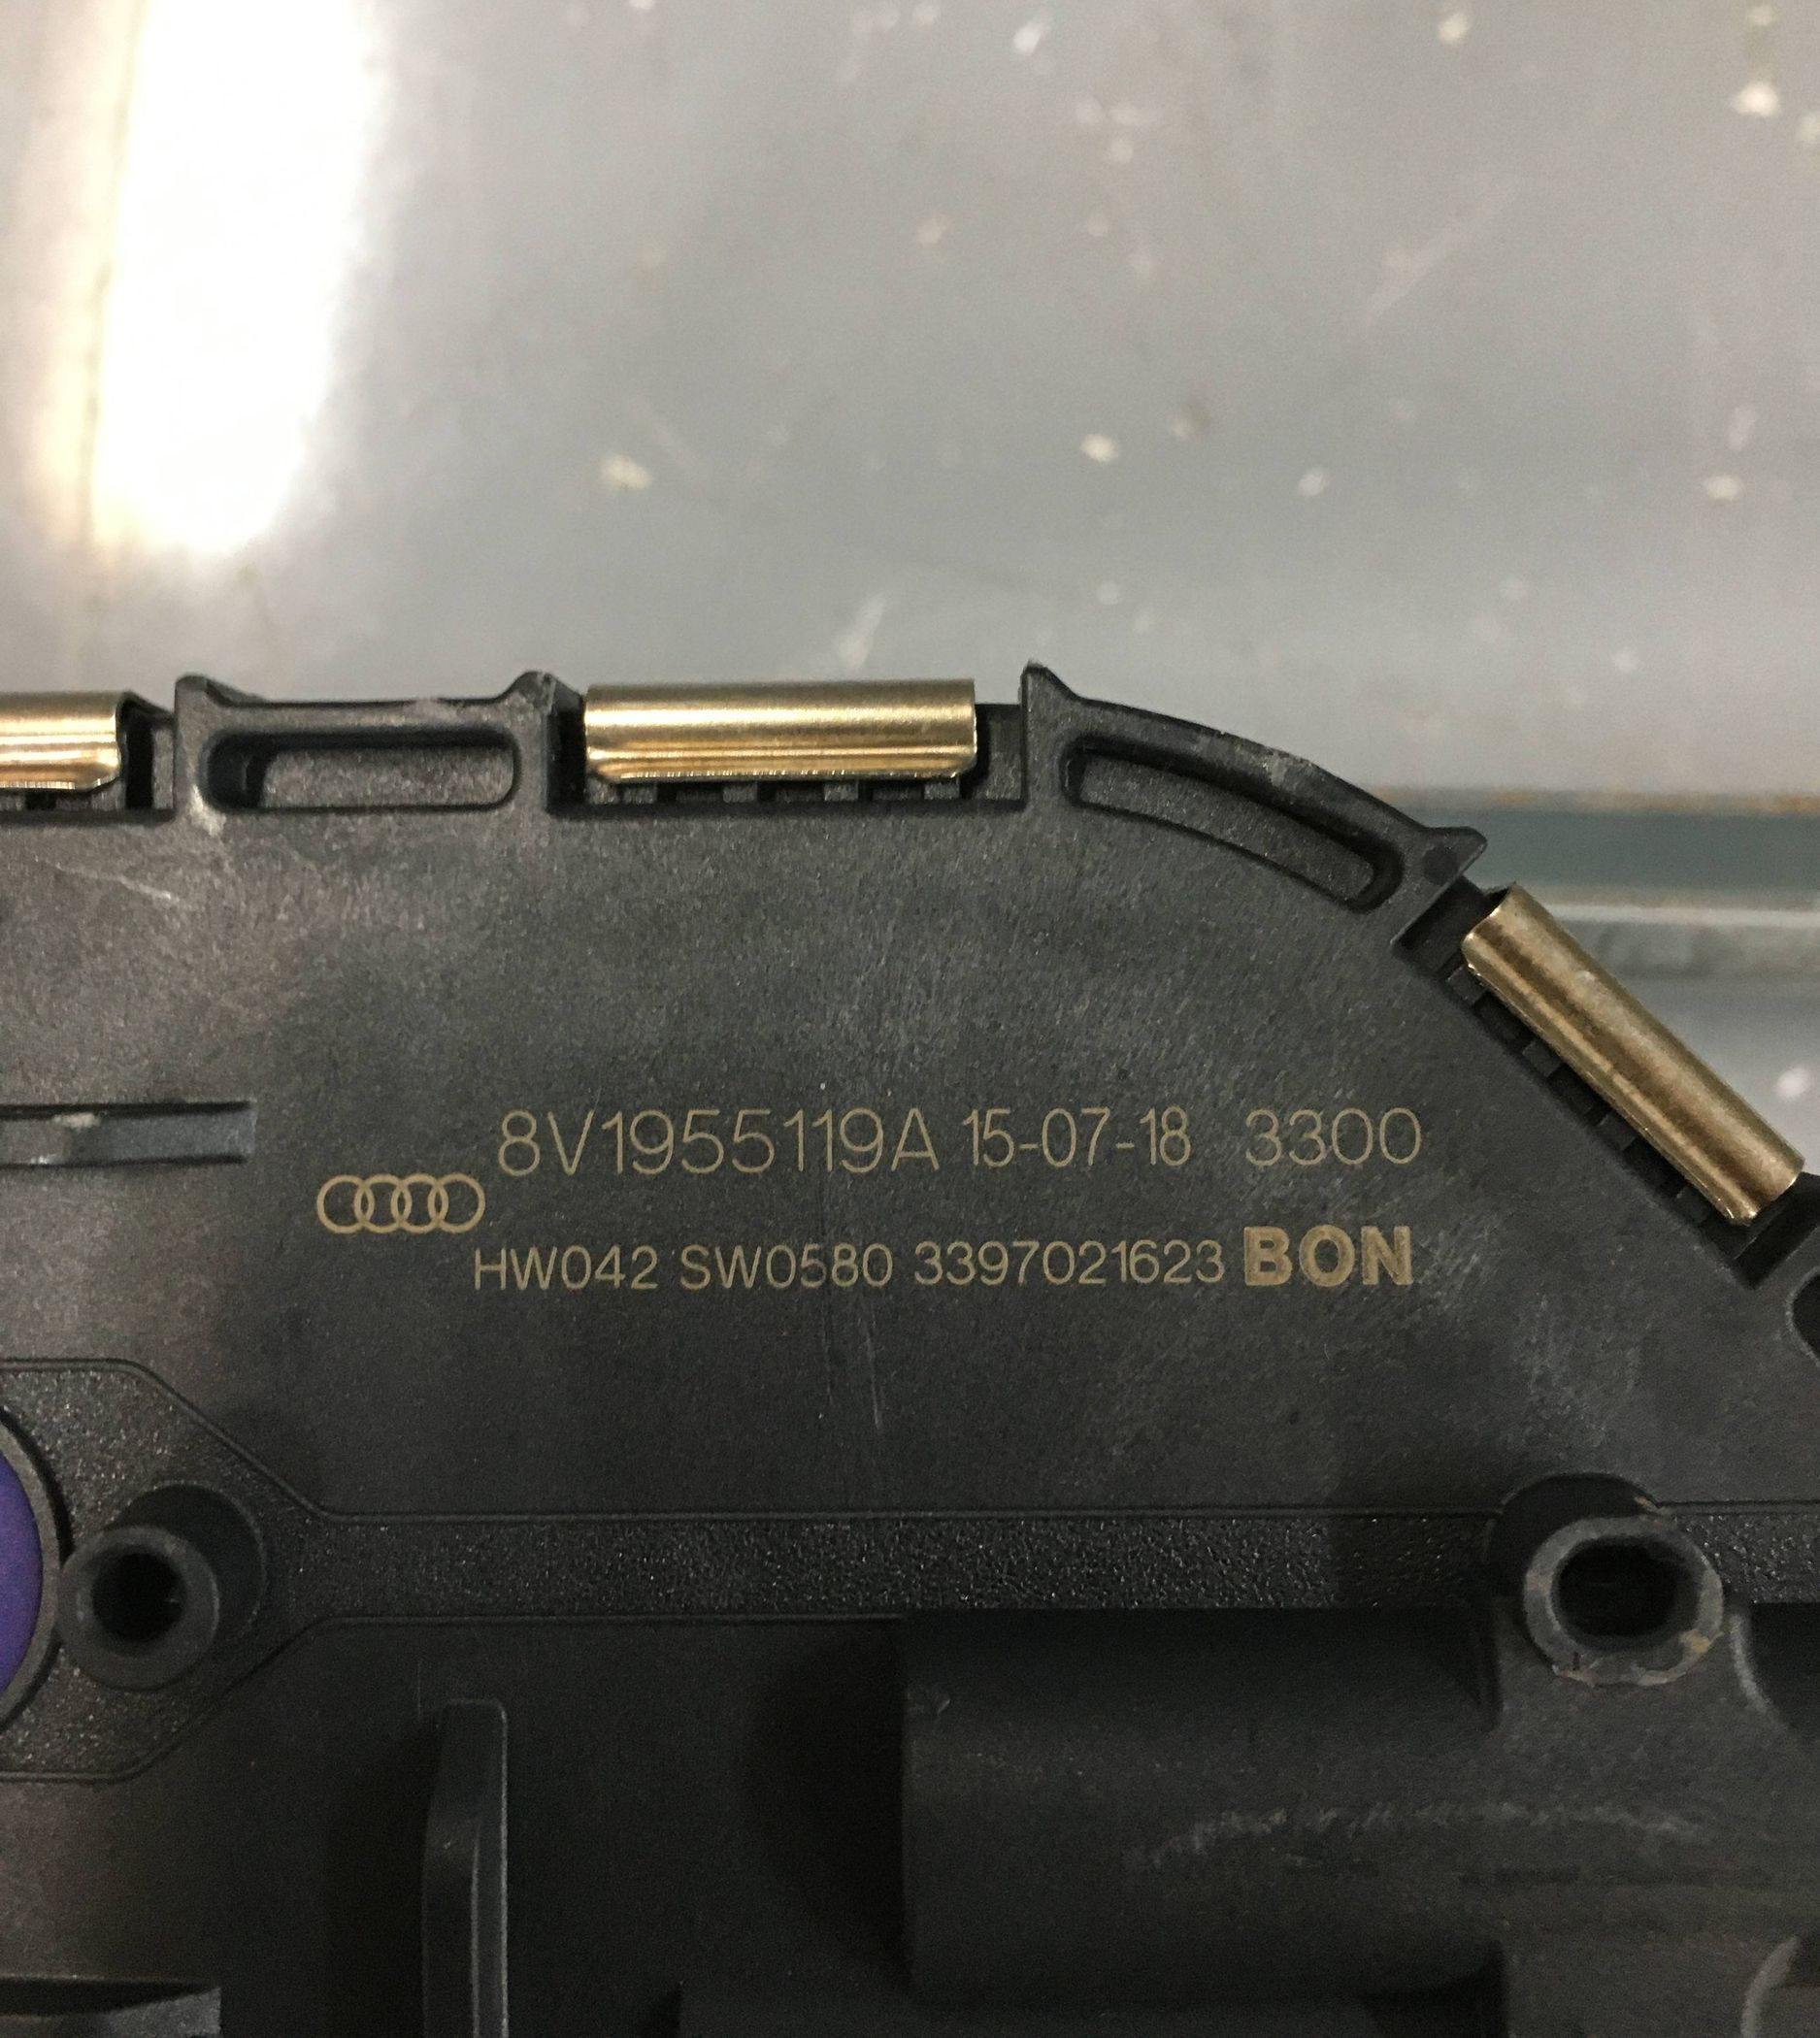 8V1955119A 15-07-18 3300
HW042 SW0580 3397021623 BON